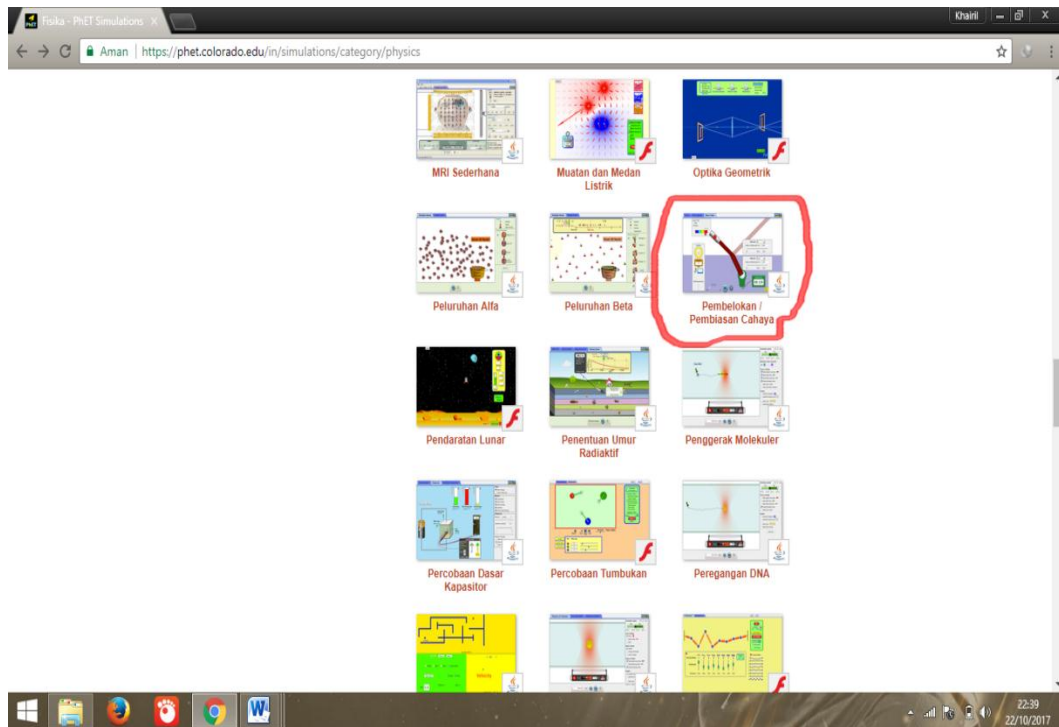 Fisika - PhET Simulations
Khairil
Aman
https://phet.colorado.edu/in/simulations/category/physics
MRI Sederhana
Muatan dan Medan
Listrik
Optika Geometrik
Peluruhan Alfa
Peluruhan Beta
Pembelokan /
Pembiasan Cahaya
Pendaratan Lunar
Penentuan Umur
Radiaktif
Penggerak Molekuler
Percobaan Dasar
Kapasitor
Percobaan Tumbukan
Peregangan DNA
22:39
22/10/2017